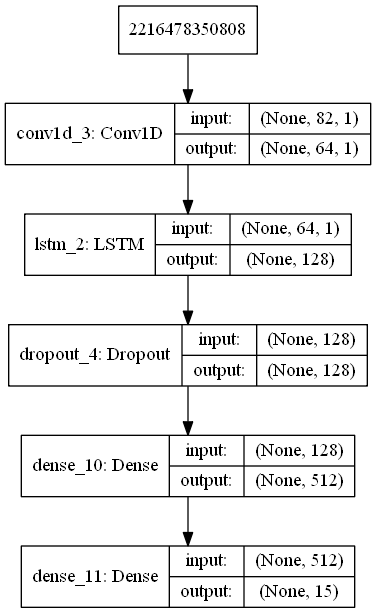 2216478350808
conv1d_3: Conv1D
input: (None, 82, 1)
output: (None, 64, 1)
lstm_2: LSTM
input: (None, 64, 1)
output: (None, 128)
dropout_4: Dropout
input: (None, 128)
output: (None, 128)
dense_10: Dense
input: (None, 128)
output: (None, 512)
dense_11: Dense
input: (None, 512)
output: (None, 15)